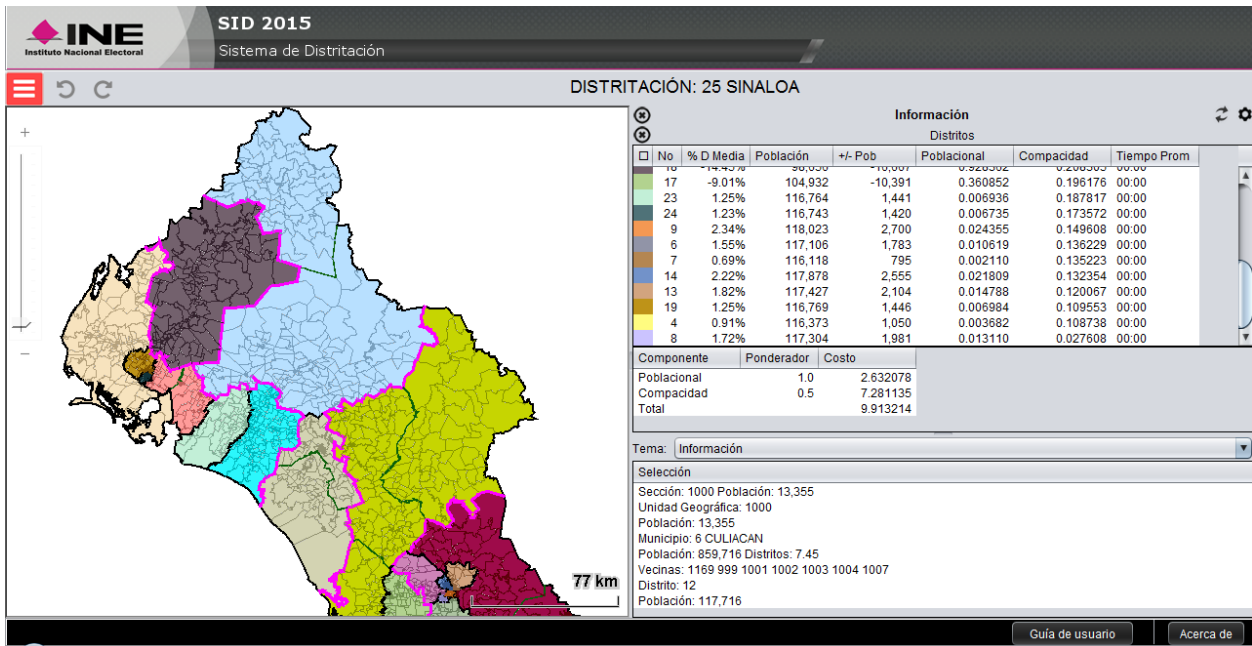 INE
Instituto Nacional Electoral
SID 2015
Sistema de Distritación
DISTRITACIÓN: 25 SINALOA
+
−
77 km
Información
Distritos
No % D Media Población +/- Pob Poblacional Compacidad Tiempo Prom
17 -9.01% 104,932 -10,391 0.360852 0.196176 00:00
23 1.25% 116,764 1,441 0.006936 0.187817 00:00
24 1.23% 116,743 1,420 0.006735 0.173572 00:00
9 2.34% 118,023 2,700 0.024355 0.149608 00:00
6 1.55% 117,106 1,783 0.010619 0.136229 00:00
7 0.69% 116,118 795 0.002110 0.135223 00:00
14 2.22% 117,878 2,555 0.021809 0.132354 00:00
13 1.82% 117,427 2,104 0.014788 0.120067 00:00
19 1.25% 116,769 1,446 0.006984 0.109553 00:00
4 0.91% 116,373 1,050 0.003682 0.108738 00:00
8 1.72% 117,304 1,981 0.013110 0.027608 00:00
Componente Ponderador Costo
Poblacional 1.0 2.632078
Compacidad 0.5 7.281135
Total 9.913214
Tema: Información
Selección
Sección: 1000 Población: 13,355
Unidad Geográfica: 1000
Población: 13,355
Municipio: 6 CULIACAN
Población: 859,716 Distritos: 7.45
Vecinas: 1169 999 1001 1002 1003 1004 1007
Distrito: 12
Población: 117,716
Guía de usuario
Acerca de